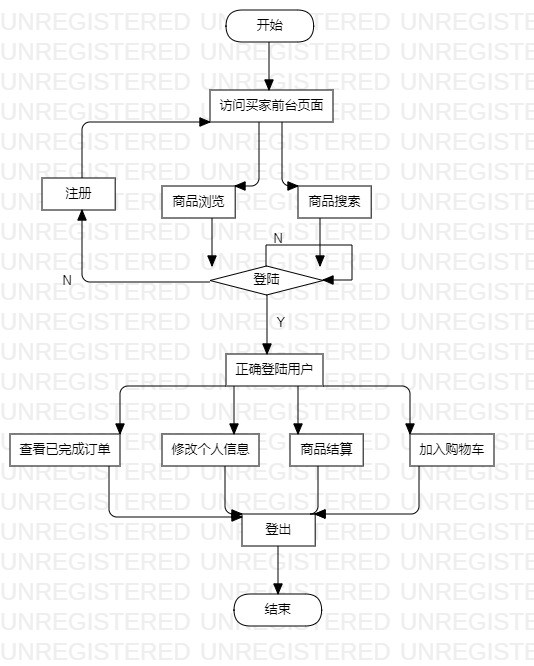 开始
访问买家前台页面
注册
商品浏览
商品搜索
N
登陆
N
Y
正确登陆用户
查看已完成订单
修改个人信息
商品结算
加入购物车
登出
结束
UNREGISTERED